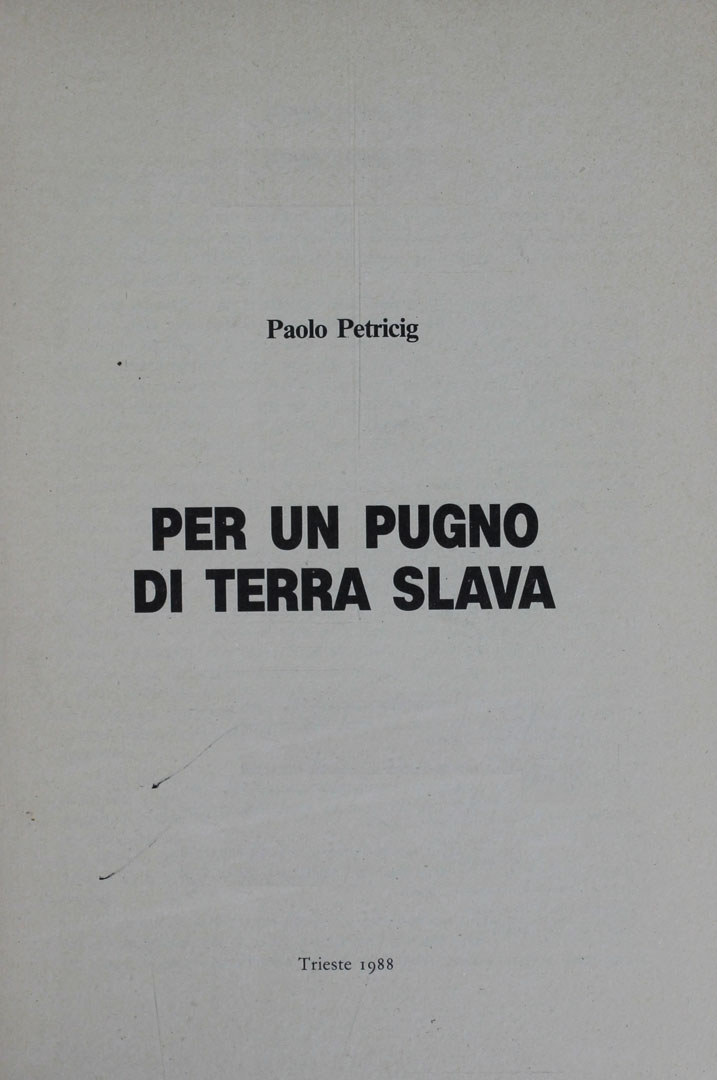 Paolo Petricig
PER UN PUGNO
DI TERRA SLAVA
Trieste 1988